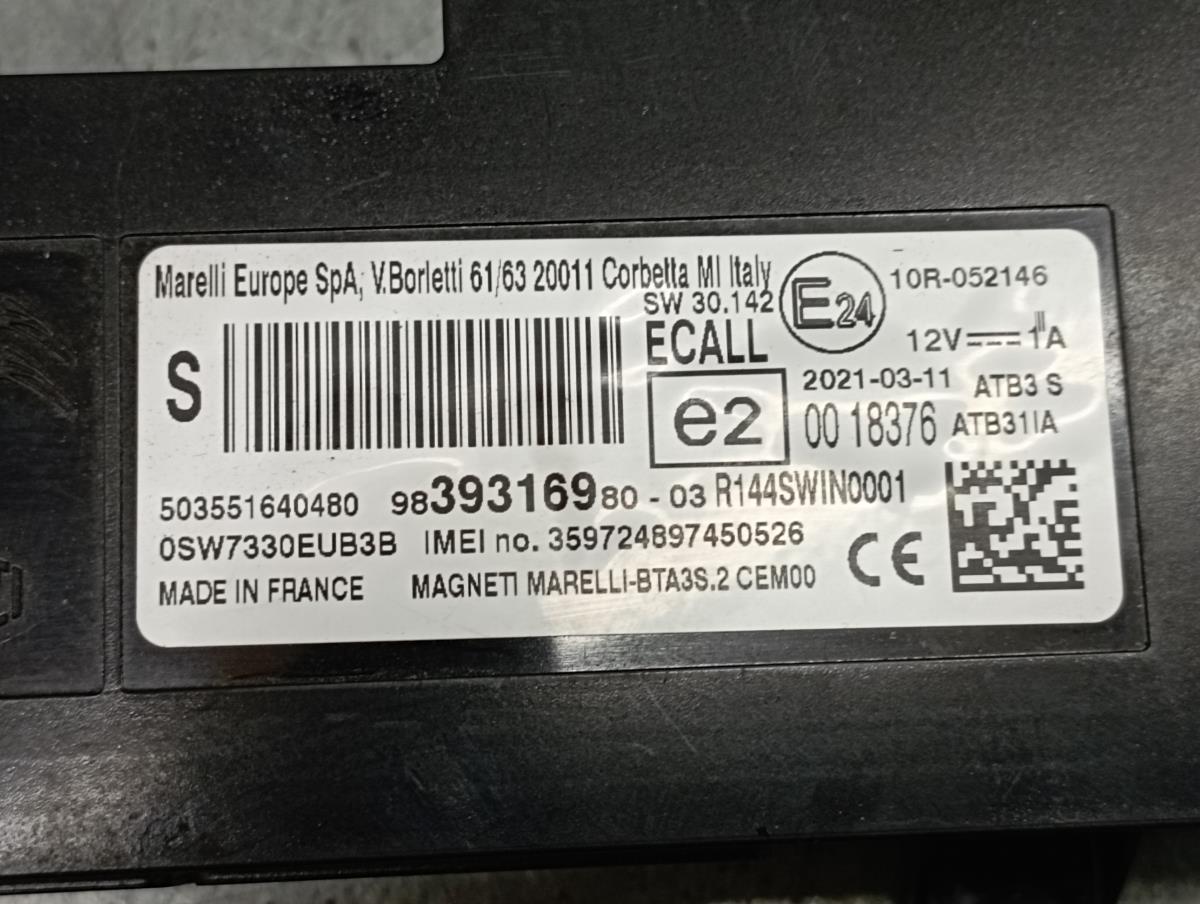 Marelli Europe SpA; V.Borletti 61/63 20011 Corbetta MI Italy
SW 30.142
E24
10R-052146
S
ECALL
12V 1A
e2
2021-03-11 ATB3 S
00 18376 ATB31IA
503551640480 9839316980-03 R144SWIN0001
0SW7330EUB3B IMEI no. 359724897450526
MADE IN FRANCE MAGNETI MARELLI-BTA3S.2 CEM00
CE